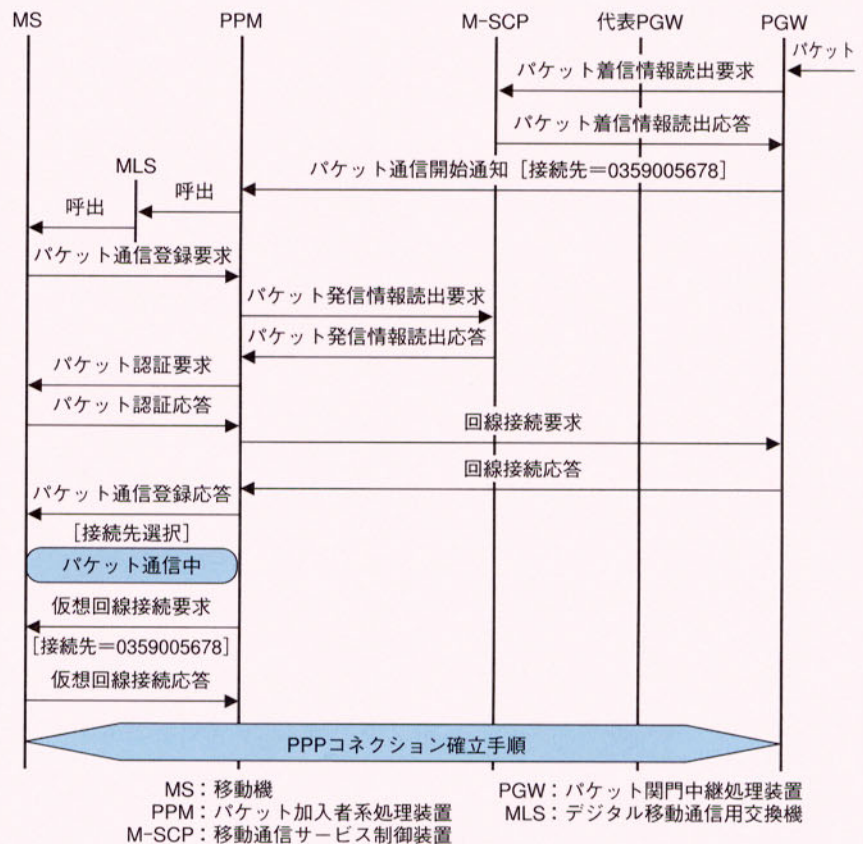 MS
PPM
M-SCP
代表PGW
PGW
パケット
パケット着信情報読出要求
パケット着信情報読出応答
MLS
パケット通信開始通知［接続先＝0359005678］
呼出
呼出
パケット通信登録要求
パケット発信情報読出要求
パケット発信情報読出応答
パケット認証要求
パケット認証応答
回線接続要求
回線接続応答
パケット通信登録応答
［接続先選択］
パケット通信中
仮想回線接続要求
［接続先＝0359005678］
仮想回線接続応答
PPPコネクション確立手順
MS：移動機
PPM：パケット加入者系処理装置
M-SCP：移動通信サービス制御装置
PGW：パケット関門中継処理装置
MLS：デジタル移動通信用交換機